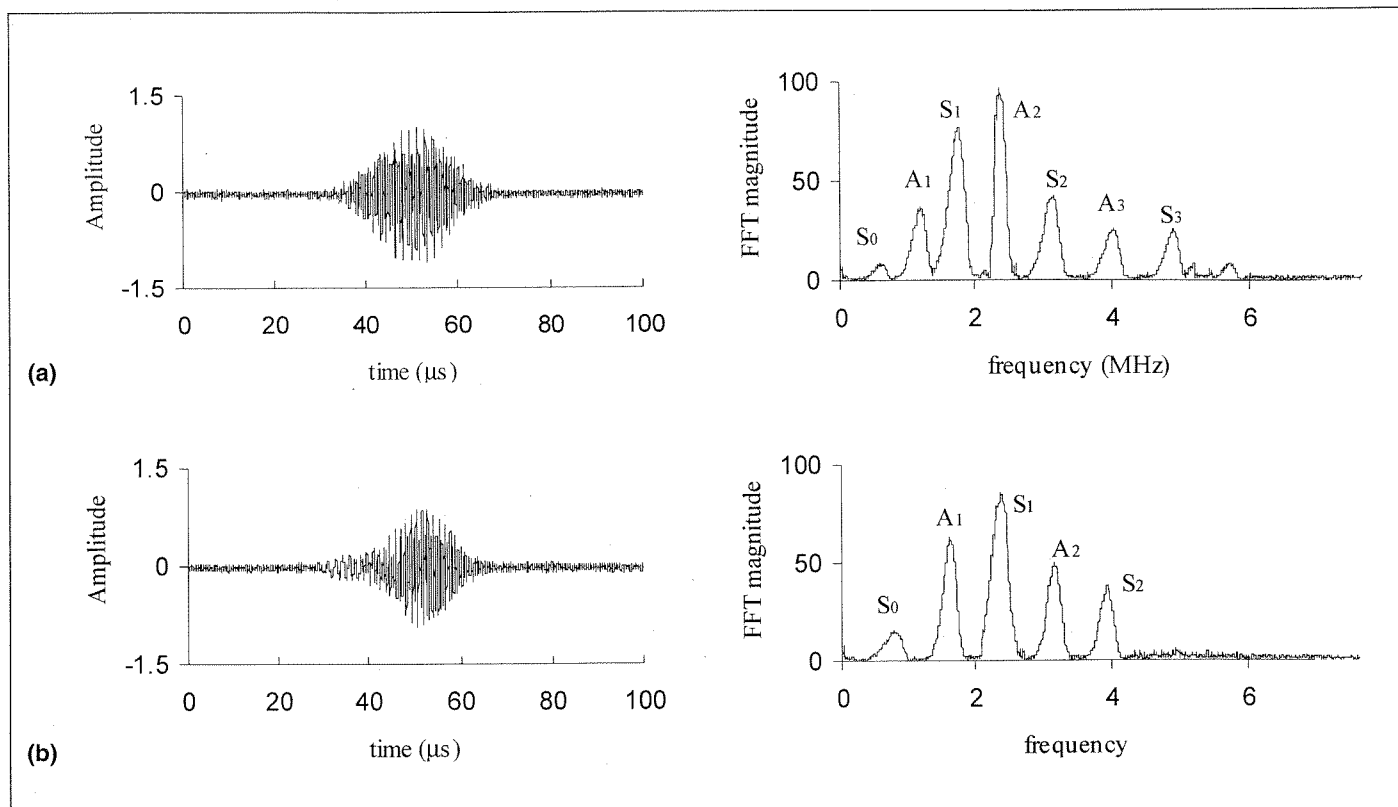 1.5
0
-1.5
Amplitude
0 20 40 60 80 100
time (µs)
(a)
100
50
0
FFT magnitude
S0 A1 S1 A2 S2 A3 S3
0 2 4 6
frequency (MHz)
1.5
0
-1.5
Amplitude
0 20 40 60 80 100
time (µs)
(b)
100
50
0
FFT magnitude
S0 A1 S1 A2 S2
0 2 4 6
frequency